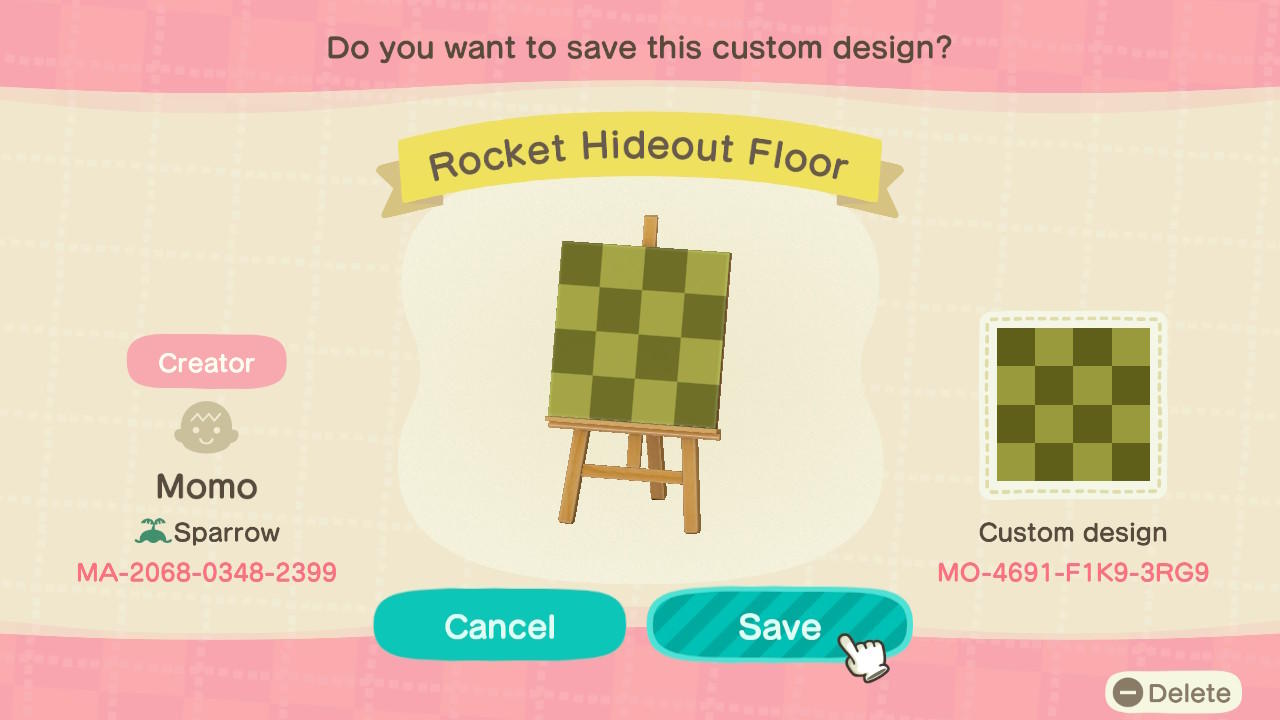 Do you want to save this custom design?
Rocket Hideout Floor
Creator
Momo
Sparrow
MA-2068-0348-2399
Custom design
MO-4691-F1K9-3RG9
Cancel
Save
Delete